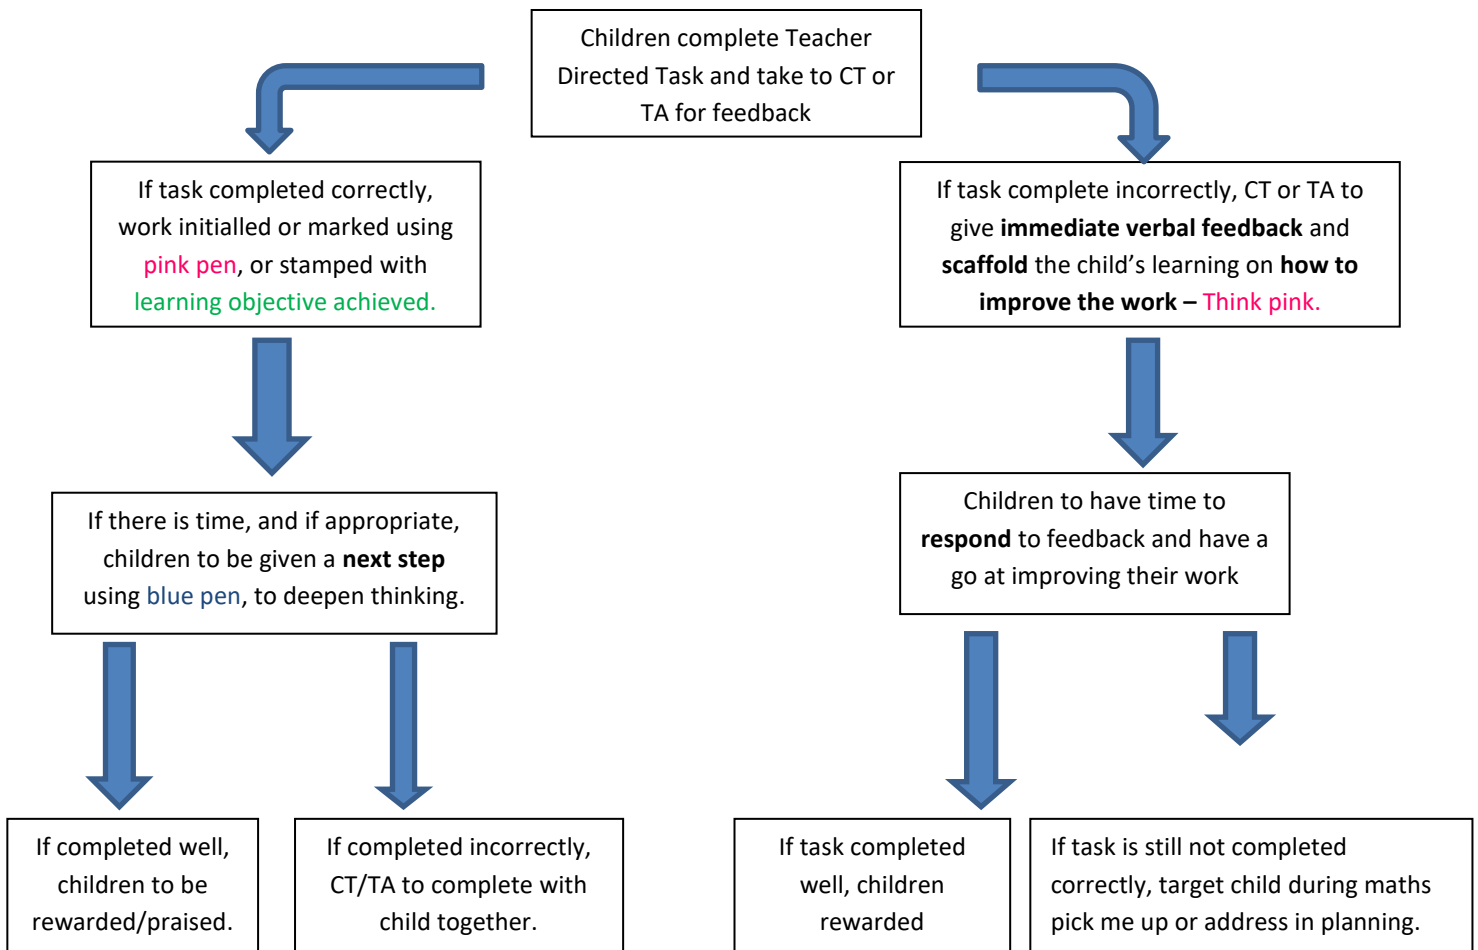 Children complete Teacher
Directed Task and take to CT or
TA for feedback
If task completed correctly,
work initialled or marked using
pink pen, or stamped with
learning objective achieved.
If task complete incorrectly, CT or TA to
give immediate verbal feedback and
scaffold the child’s learning on how to
improve the work – Think pink.
If there is time, and if appropriate,
children to be given a next step
using blue pen, to deepen thinking.
Children to have time to
respond to feedback and have a
go at improving their work
If completed well,
children to be
rewarded/praised.
If completed incorrectly,
CT/TA to complete with
child together.
If task completed
well, children
rewarded
If task is still not completed
correctly, target child during maths
pick me up or address in planning.